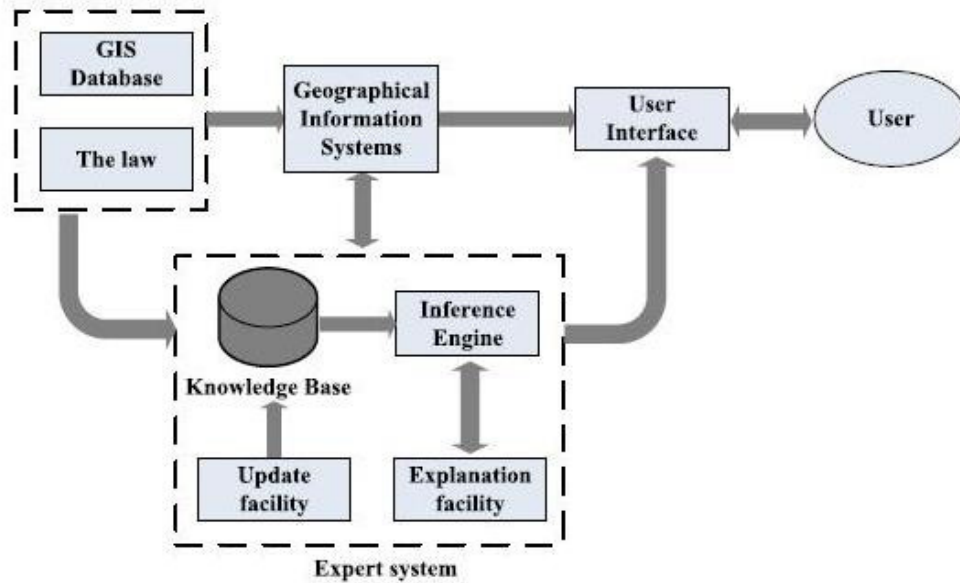 GIS
Database
The law
Geographical
Information
Systems
User
Interface
User
Knowledge Base
Inference
Engine
Update
facility
Explanation
facility
Expert system